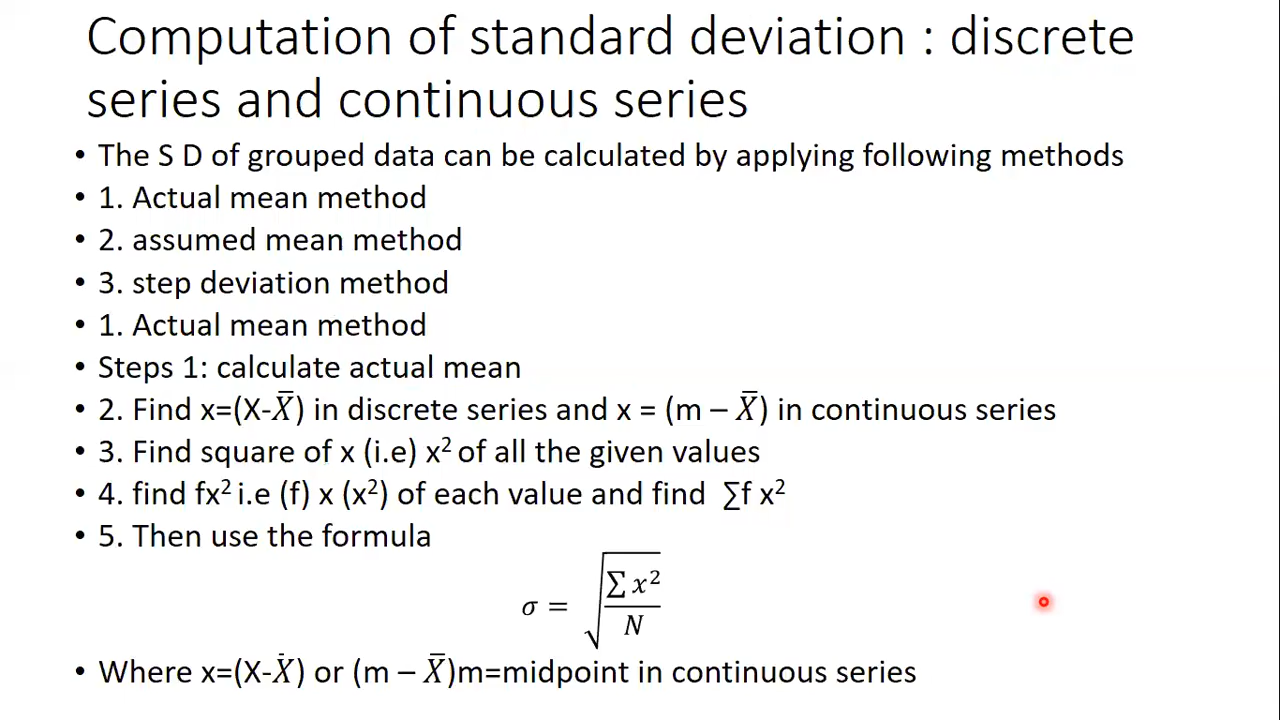 Computation of standard deviation : discrete
series and continuous series
• The S D of grouped data can be calculated by applying following methods
• 1. Actual mean method
• 2. assumed mean method
• 3. step deviation method
• 1. Actual mean method
• Steps 1: calculate actual mean
• 2. Find x=(X-X̅) in discrete series and x = (m – X̅) in continuous series
• 3. Find square of x (i.e) x² of all the given values
• 4. find fx² i.e (f) x (x²) of each value and find ∑f x²
• 5. Then use the formula
σ = √(∑ x² / N)
• Where x=(X-Ẋ) or (m – X̅)m=midpoint in continuous series